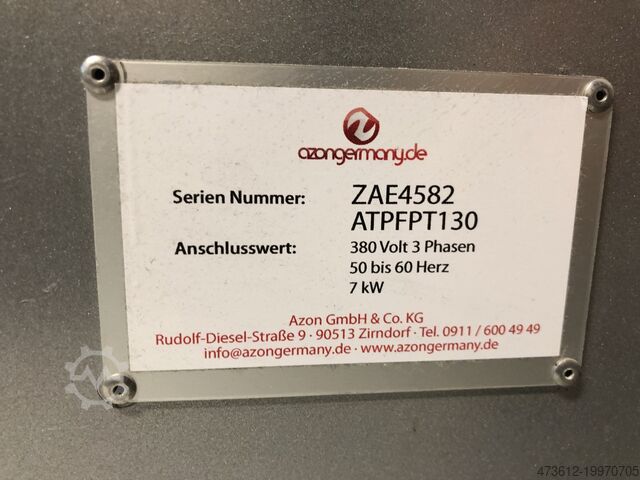 azongermany.de
Serien Nummer: ZAE4582
ATPFPT130
Anschlusswert: 380 Volt 3 Phasen
50 bis 60 Herz
7 kW
Azon GmbH & Co. KG
Rudolf-Diesel-Straße 9 · 90513 Zirndorf · Tel. 0911 / 600 49 49
info@azongermany.de · www.azongermany.de
473612-19970705